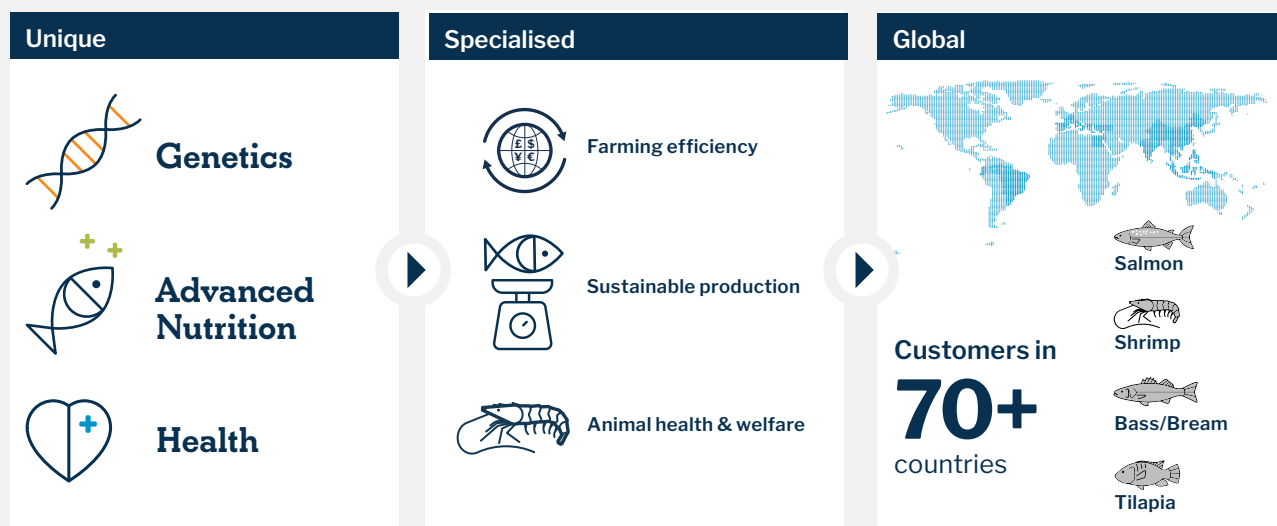 Unique
Genetics
Advanced
Nutrition
Health
Specialised
£ $
¥ €
Farming efficiency
Sustainable production
Animal health & welfare
Global
Customers in
70+
countries
Salmon
Shrimp
Bass/Bream
Tilapia